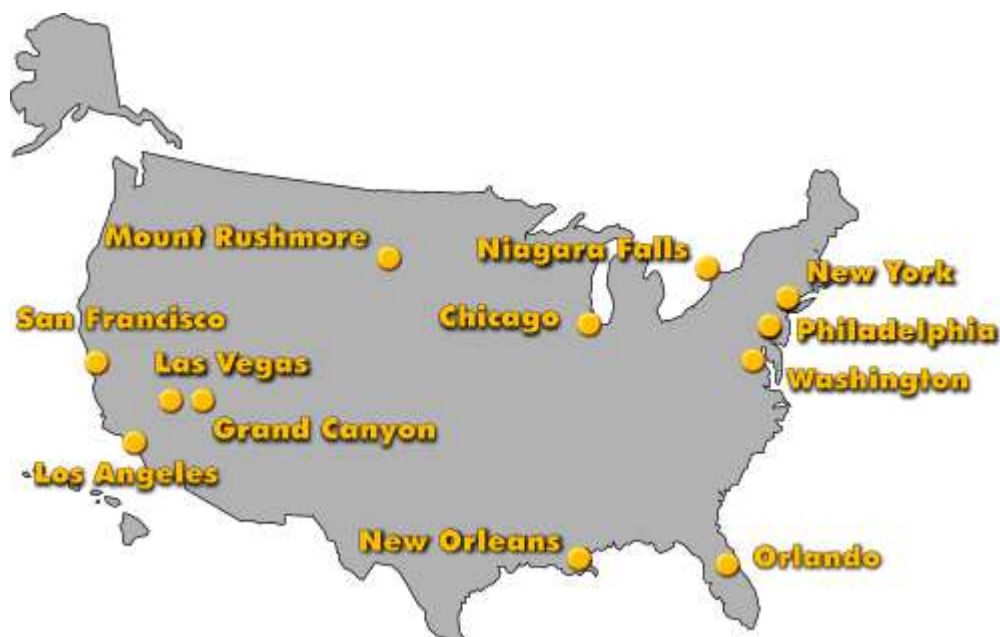 Mount Rushmore
Niagara Falls
New York
San Francisco
Chicago
Philadelphia
Las Vegas
Washington
Grand Canyon
Los Angeles
New Orleans
Orlando